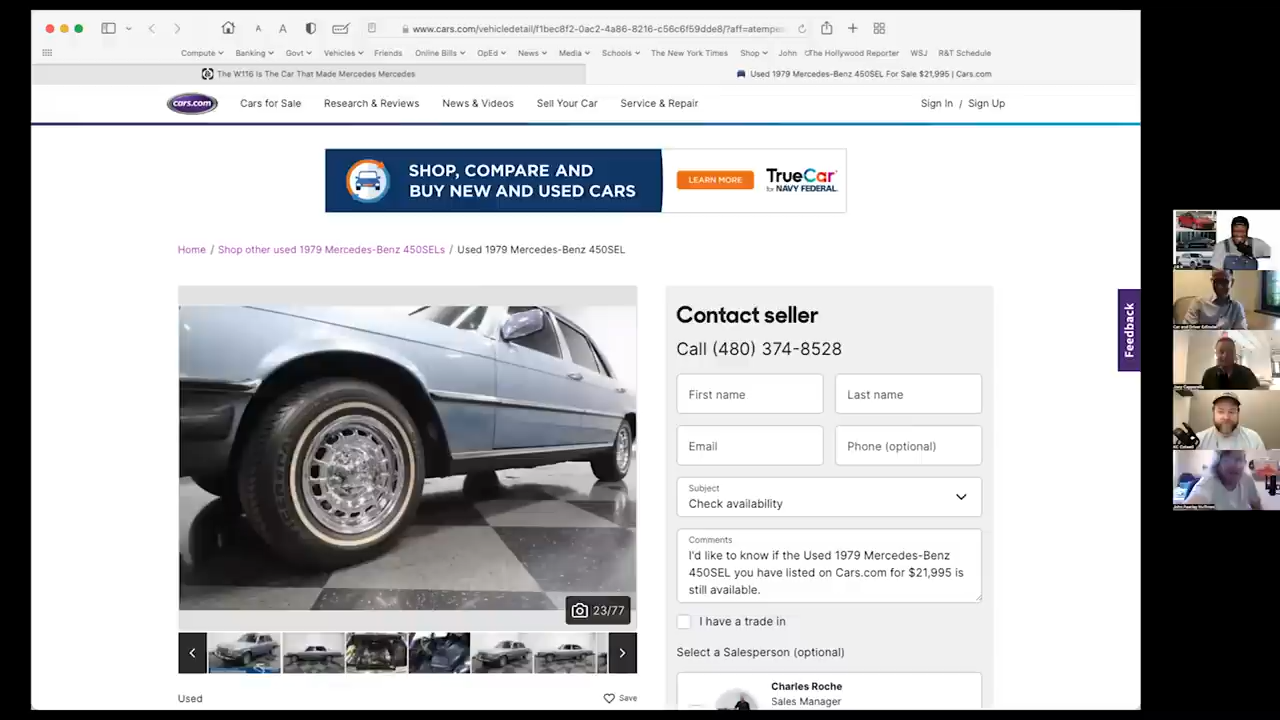 A A www.cars.com/vehicledetail/f1bec8f2-0ac2-4a86-8216-c56c6f59dde8/?aff=atempes
Compute Banking Govt Vehicles Friends Online Bills OpEd News Media Schools The New York Times Shop John The Hollywood Reporter WSJ R&T Schedule
The W116 Is The Car That Made Mercedes Mercedes
Used 1979 Mercedes-Benz 450SEL For Sale $21,995 | Cars.com
cars.com Cars for Sale Research & Reviews News & Videos Sell Your Car Service & Repair Sign In / Sign Up
SHOP, COMPARE AND
BUY NEW AND USED CARS
LEARN MORE
TrueCar
for NAVY FEDERAL
Home / Shop other used 1979 Mercedes-Benz 450SELs / Used 1979 Mercedes-Benz 450SEL
Feedback
23/77
Used
Save
Contact seller
Call (480) 374-8528
First name
Last name
Email
Phone (optional)
Subject
Check availability
Comments
I'd like to know if the Used 1979 Mercedes-Benz
450SEL you have listed on Cars.com for $21,995 is
still available.
I have a trade in
Select a Salesperson (optional)
Charles Roche
Sales Manager